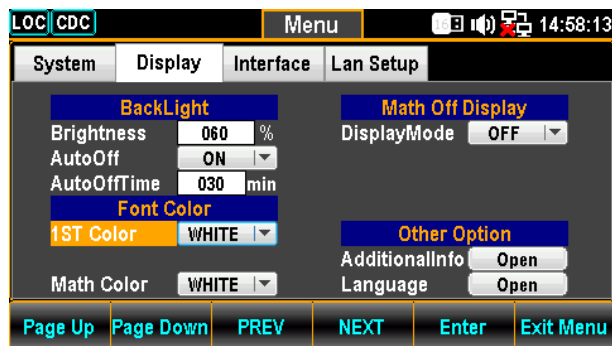 LOC CDC Menu 16 14:58:13
System Display Interface Lan Setup
BackLight
Brightness 060 %
AutoOff ON
AutoOffTime 030 min
Font Color
1ST Color WHITE
Math Color WHITE
Math Off Display
DisplayMode OFF
Other Option
AdditionalInfo Open
Language Open
Page Up Page Down PREV NEXT Enter Exit Menu